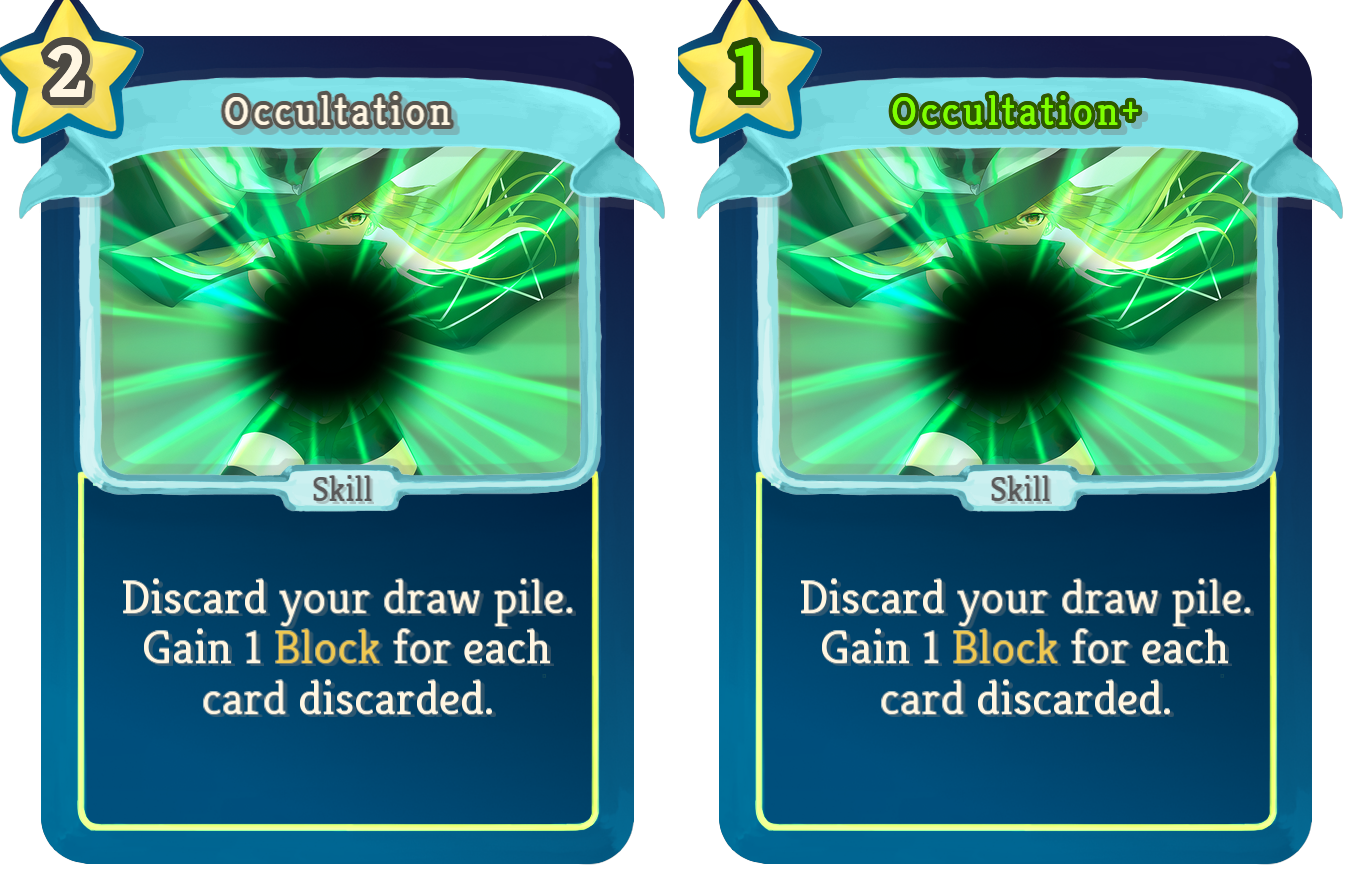 2
Occultation
Skill
Discard your draw pile.
Gain 1 Block for each
card discarded.
1
Occultation+
Skill
Discard your draw pile.
Gain 1 Block for each
card discarded.